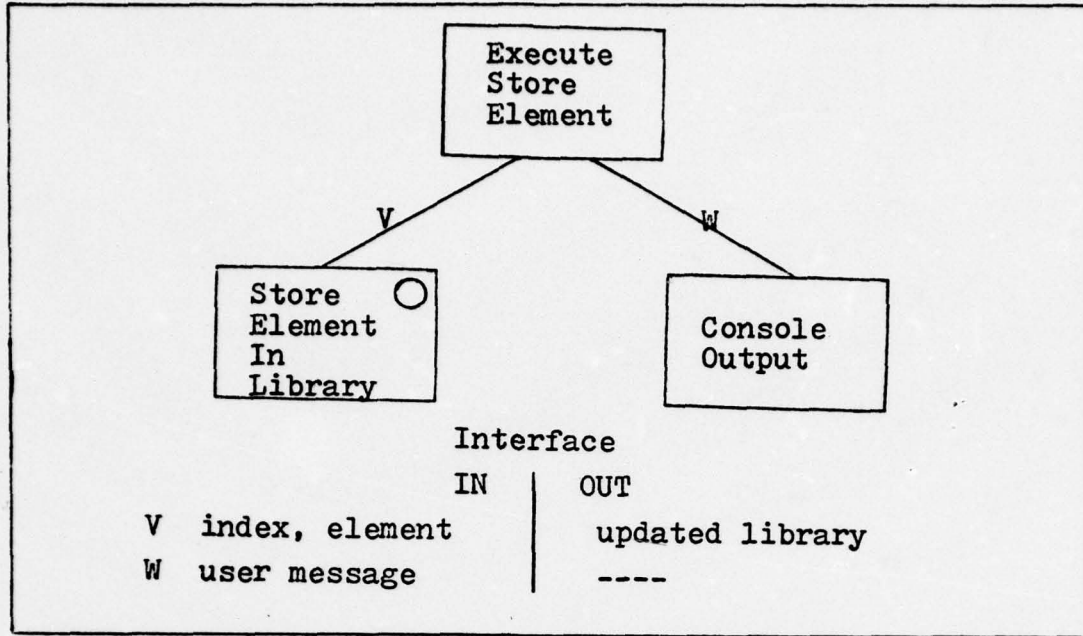 Execute
Store
Element
V
W
Store
Element
In
Library
Console
Output
Interface
IN OUT
V index, element updated library
W user message ----